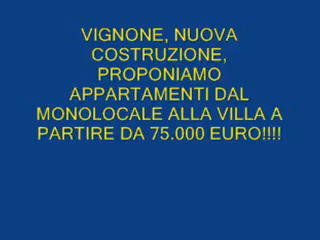 VIGNONE, NUOVA
COSTRUZIONE,
PROPONIAMO
APPARTAMENTI DAL
MONOLOCALE ALLA VILLA A
PARTIRE DA 75.000 EURO!!!!